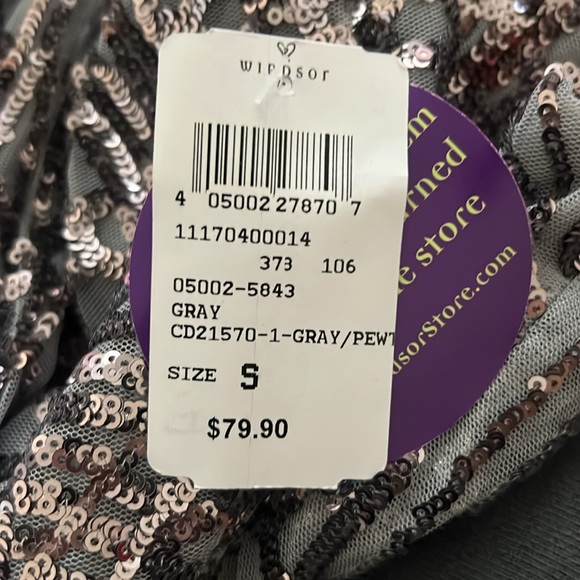 WINDSOR
4 05002 27870 7
11170400014
373 106
05002-5843
GRAY
CD21570-1-GRAY/PEWT
SIZE S
$79.90
om
rned
e store
dsorStore.com